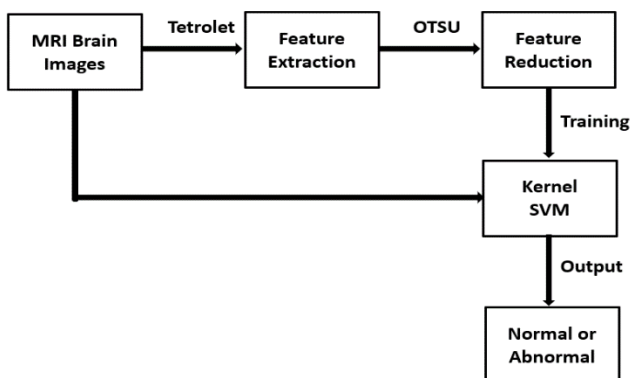 MRI Brain
Images
Tetrolet
Feature
Extraction
OTSU
Feature
Reduction
Training
Kernel
SVM
Output
Normal or
Abnormal